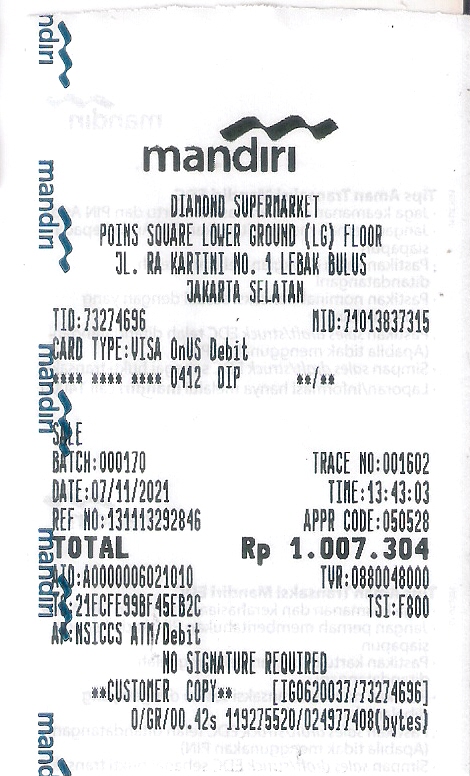 mandiri
DIAMOND SUPERMARKET
POINS SQUARE LOWER GROUND (LG) FLOOR
JL. RA KARTINI NO. 1 LEBAK BULUS
JAKARTA SELATAN
TID:73274696 MID:71013837315
CARD TYPE:VISA OnUS Debit
**** **** **** 0412 DIP **/**
SALE
BATCH:000170 TRACE NO:001602
DATE:07/11/2021 TIME:13:43:03
REF NO:131113292846 APPR CODE:050528
TOTAL Rp 1.007.304
AID:A0000006021010 TVR:0880048000
:21ECFE99BF45EB2C TSI:F800
AP:NSICCS ATM/Debit
NO SIGNATURE REQUIRED
**CUSTOMER COPY** [IG0620037/73274696]
0/GR/00.42s 119275520/024977408(bytes)
mandiri
mandiri
mandiri
mandiri
mandiri